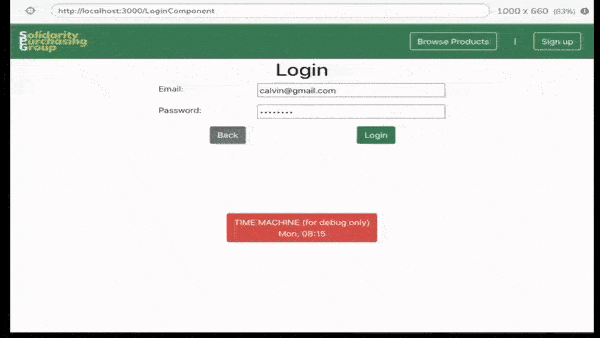 http://localhost:3000/LoginComponent
1000 x 660 (83%)
Solidarity
Purchasing
Group
Browse Products | Sign up
Login
Email: calvin@gmail.com
Password: ••••••••
Back Login
TIME MACHINE (for debug only)
Mon, 08:15